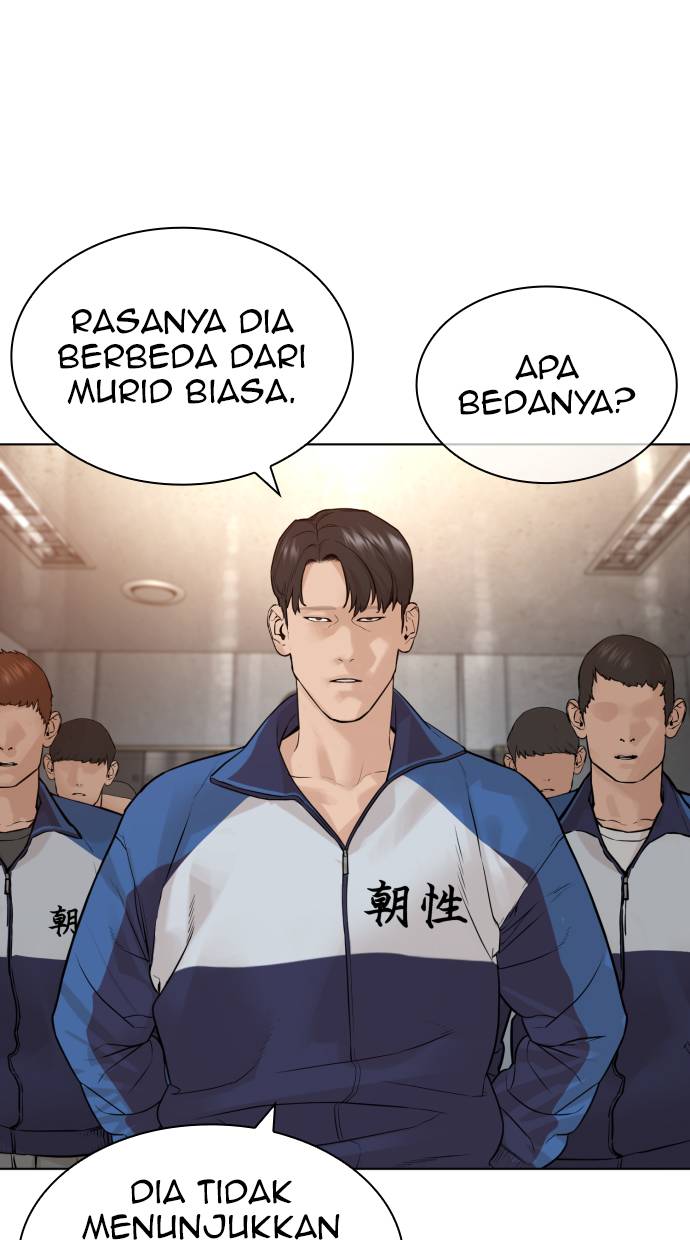 RASANYA DIA
BERBEDA DARI
MURID BIASA.
APA
BEDANYA?
朝性
朝
DIA TIDAK
MENUNJUKKAN